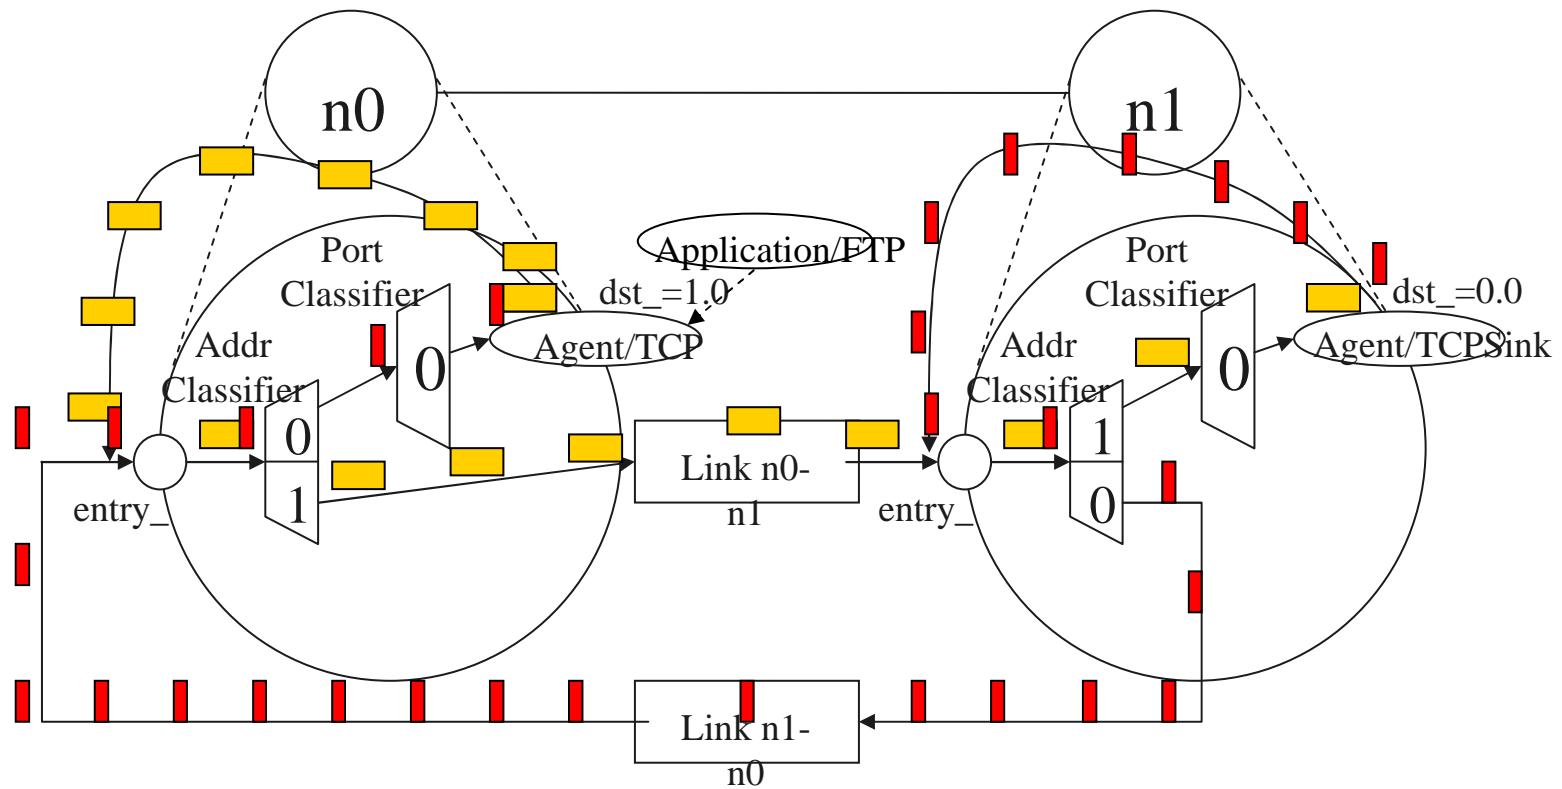 n0
n1
Port
Classifier
Application/FTP
Port
Classifier
dst_=1.0
dst_=0.0
Addr
Classifier
0
Agent/TCP
Addr
Classifier
0
Agent/TCPSink
0
1
1
0
Link n0-
n1
entry_
entry_
Link n1-
n0